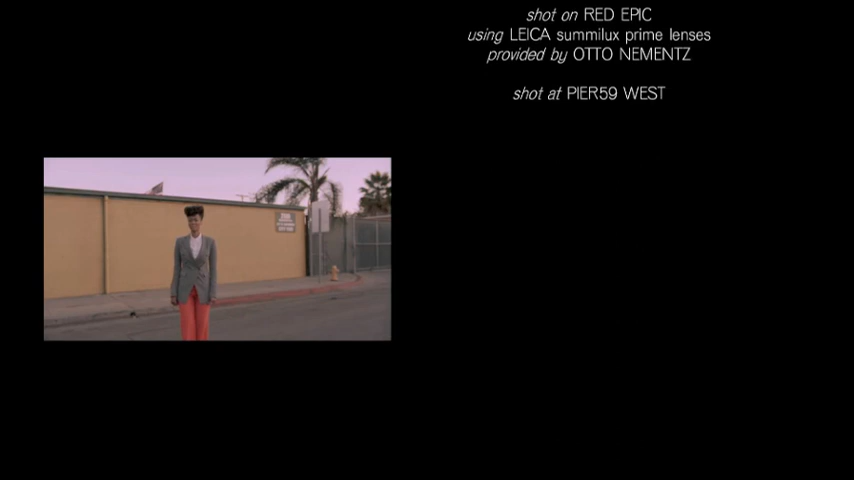 shot on RED EPIC
using LEICA summilux prime lenses
provided by OTTO NEMENTZ
shot at PIER59 WEST